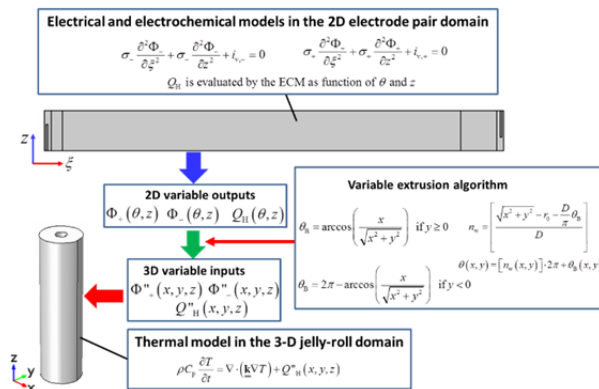 Electrical and electrochemical models in the 2D electrode pair domain
σ₋ ∂²Φ₋/∂ξ² + σ₋ ∂²Φ₋/∂z² + i_{v,-} = 0    σ₊ ∂²Φ₊/∂ξ² + σ₊ ∂²Φ₊/∂z² + i_{v,+} = 0
Q_H is evaluated by the ECM as function of θ and z
z
ξ
2D variable outputs
Φ₊(θ,z) Φ₋(θ,z) Q_H(θ,z)
Variable extrusion algorithm
θ_B = arccos(x/√(x²+y²)) if y ≥ 0
n_w = [(√(x²+y²) − r₀ − (D/π)θ_B)/D]
θ(x,y) = [n_w(x,y)]·2π + θ_B(x,y
θ_B = 2π − arccos(x/√(x²+y²)) if y < 0
3D variable inputs
Φ"₊(x,y,z) Φ"₋(x,y,z)
Q"_H(x,y,z)
Thermal model in the 3-D jelly-roll domain
ρC_p ∂T/∂t = ∇·(k∇T) + Q"_H(x,y,z)
z
y
x